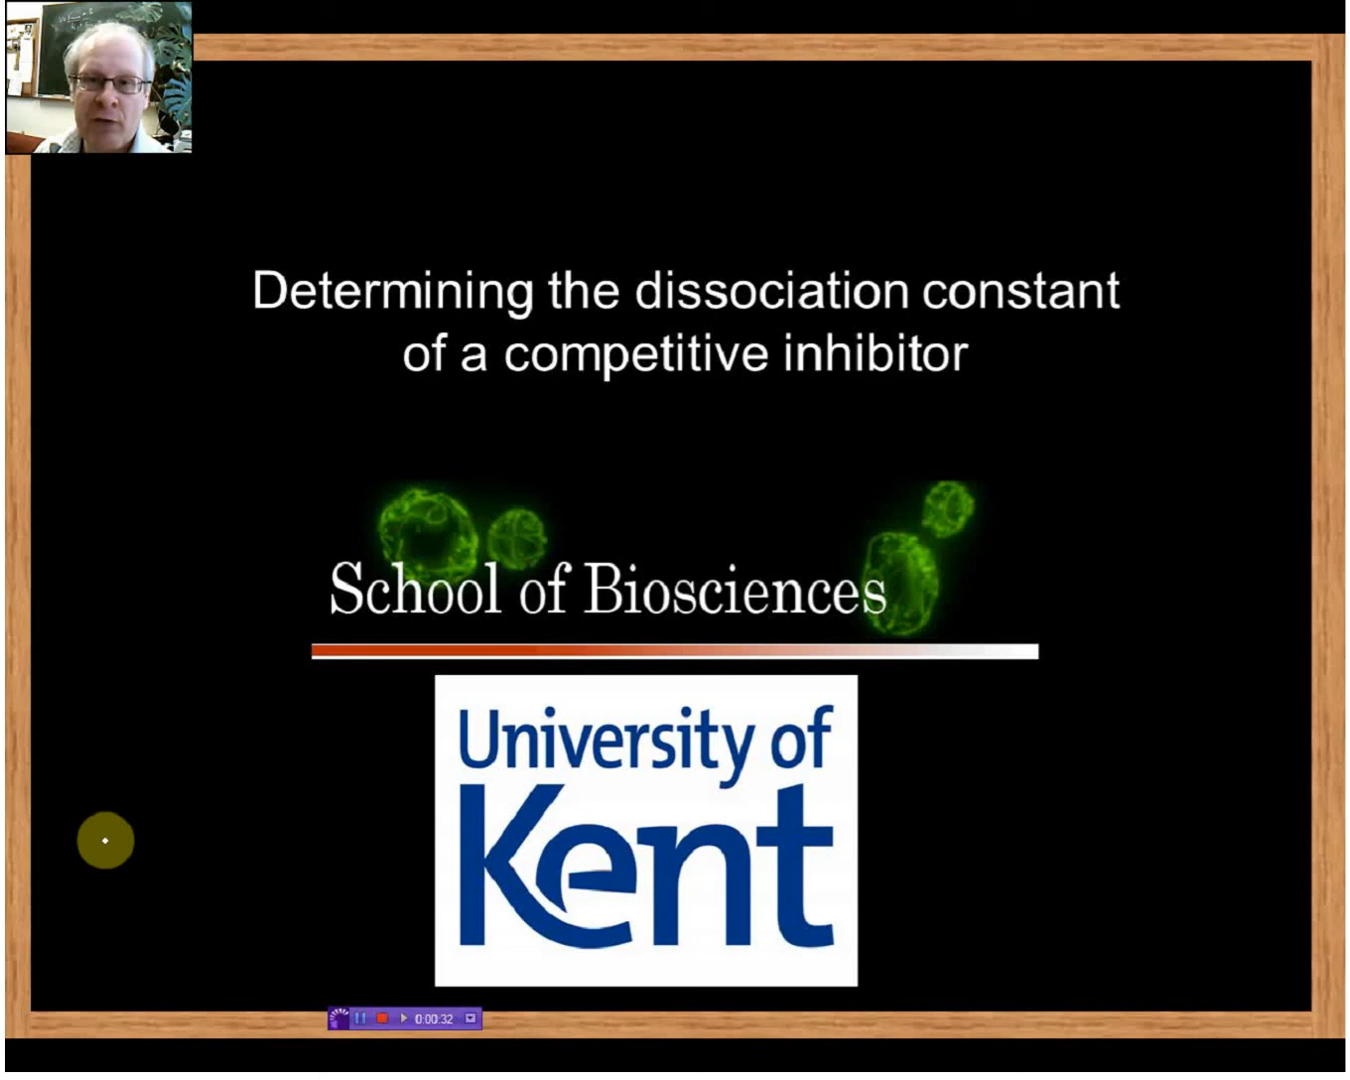 Determining the dissociation constant
of a competitive inhibitor
School of Biosciences
University of
Kent
0:00:32